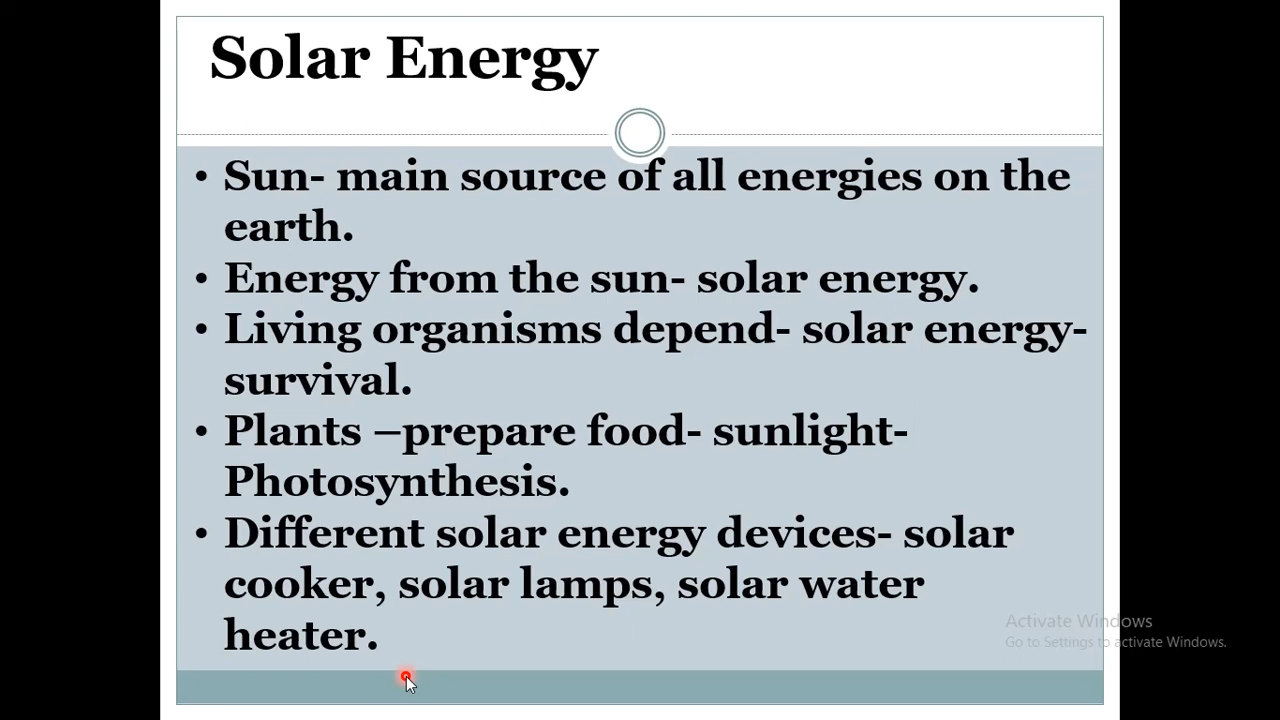 Solar Energy
• Sun- main source of all energies on the
earth.
• Energy from the sun- solar energy.
• Living organisms depend- solar energy-
survival.
• Plants –prepare food- sunlight-
Photosynthesis.
• Different solar energy devices- solar
cooker, solar lamps, solar water
heater.
Activate Windows
Go to Settings to activate Windows.